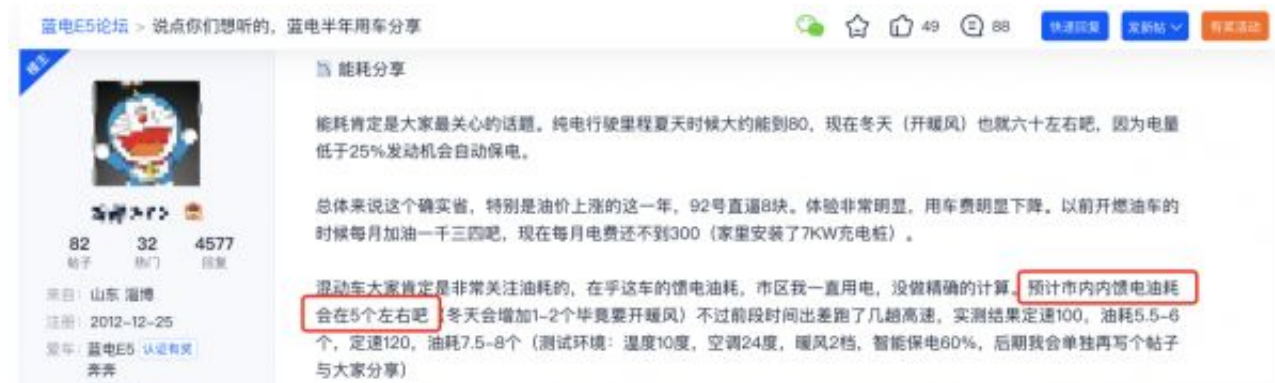 蓝电E5论坛 > 说点你们想听的，蓝电半年用车分享
49
88
快速回复
发新帖
有奖活动
楼主
能耗分享
能耗肯定是大家最关心的话题。纯电行驶里程夏天时候大约能到80，现在冬天（开暖风）也就六十左右吧，因为电量
低于25%发动机会自动保电。
总体来说这个确实省，特别是油价上涨的这一年，92号直逼8块。体验非常明显，用车费明显下降。以前开燃油车的
时候每月加油一千三四吧，现在每月电费还不到300（家里安装了7KW充电桩）。
82
32
4577
帖子
热门
回复
混动车大家肯定是非常关注油耗的，在乎这车的馈电油耗，市区我一直用电，没做精确的计算。预计市内内馈电油耗
会在5个左右吧（冬天会增加1-2个毕竟要开暖风）不过前段时间出差跑了几趟高速，实测结果定速100，油耗5.5-6
个，定速120，油耗7.5-8个（测试环境：温度10度，空调24度，暖风2档，智能保电60%，后期我会单独再写个帖子
与大家分享）
来自：山东 淄博
注册：2012-12-25
爱车：蓝电E5 认证有奖
奔奔